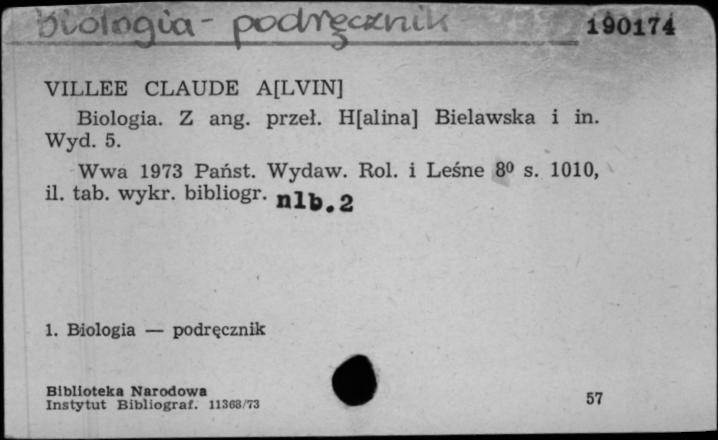 Biologia - podręcznik 190174
VILLEE CLAUDE A[LVIN]
Biologia. Z ang. przeł. H[alina] Bielawska i in.
Wyd. 5.
Wwa 1973 Państ. Wydaw. Rol. i Leśne 8⁰ s. 1010,
il. tab. wykr. bibliogr. nlb. 2
1. Biologia — podręcznik
Biblioteka Narodowa
Instytut Bibliograf. 11368/73 57